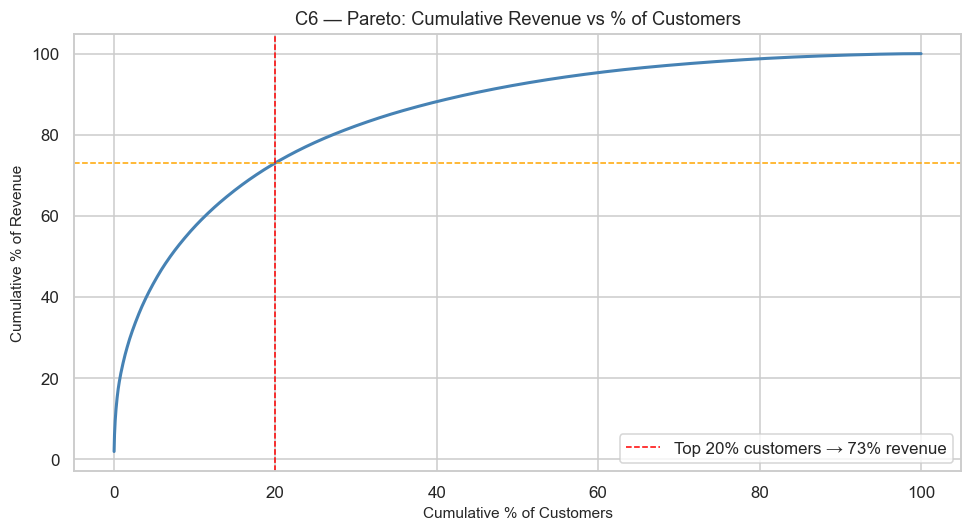 C6 — Pareto: Cumulative Revenue vs % of Customers
Cumulative % of Revenue
100
80
60
40
20
0
Top 20% customers → 73% revenue
0 20 40 60 80 100
Cumulative % of Customers